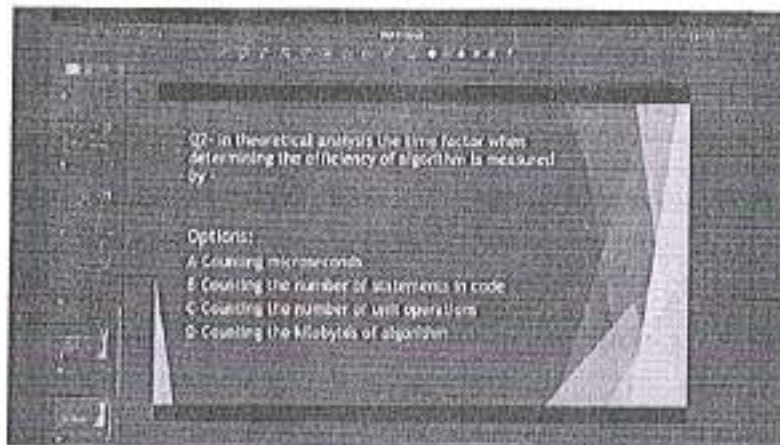 Q2- In theoretical analysis the time factor when
determining the efficiency of algorithm is measured
by -
Options:
A Counting microseconds
B Counting the number of statements in code
C Counting the number of unit operations
D Counting the kilobytes of algorithm